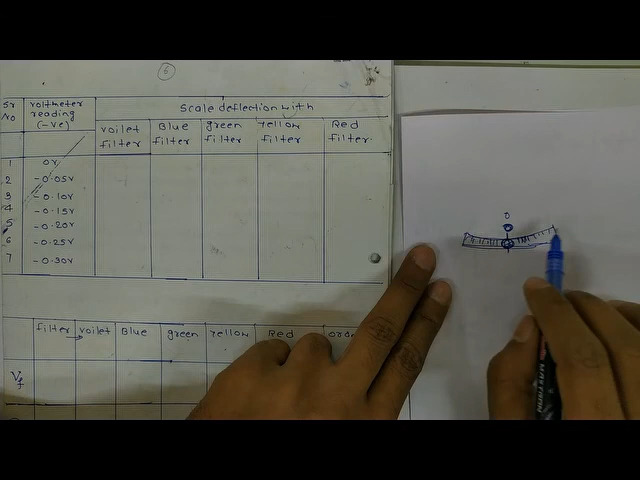 6
Sr No
voltmeter reading (-ve)
Scale deflection with
voilet filter
Blue filter
green filter
Yellow filter
Red filter
1 0v
2 -0.05v
3 -0.10v
4 -0.15v
5 -0.20v
6 -0.25v
7 -0.30v
0
filter → voilet Blue green yellow Red
Vf